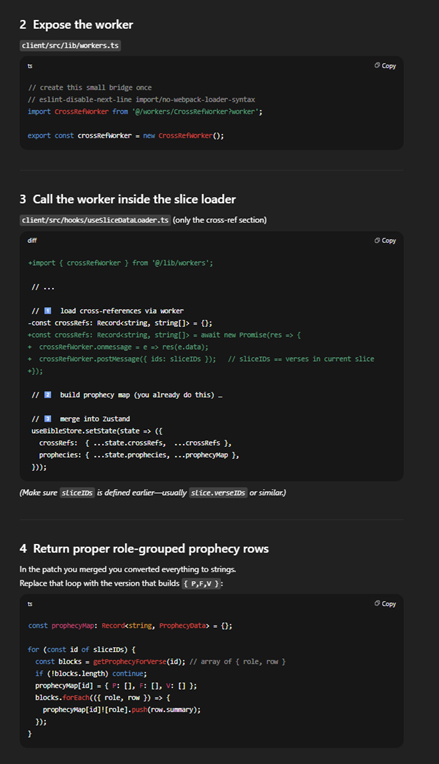 2 Expose the worker
client/src/lib/workers.ts
ts
Copy
// create this small bridge once
// eslint-disable-next-line import/no-webpack-loader-syntax
import CrossRefWorker from '@/workers/CrossRefWorker?worker';
export const crossRefWorker = new CrossRefWorker();
3 Call the worker inside the slice loader
client/src/hooks/useSliceDataLoader.ts (only the cross-ref section)
diff
Copy
+import { crossRefWorker } from '@/lib/workers';
// ...
// 1️⃣ load cross-references via worker
-const crossRefs: Record<string, string[]> = {};
+const crossRefs: Record<string, string[]> = await new Promise(res => {
+  crossRefWorker.onmessage = e => res(e.data);
+  crossRefWorker.postMessage({ ids: sliceIDs });   // sliceIDs == verses in current slice
+});
// 2️⃣ build prophecy map (you already do this) …
// 3️⃣ merge into Zustand
useBibleStore.setState(state => ({
  crossRefs:  { ...state.crossRefs,  ...crossRefs },
  prophecies: { ...state.prophecies, ...prophecyMap },
}));
(Make sure sliceIDs is defined earlier—usually slice.verseIDs or similar.)
4 Return proper role-grouped prophecy rows
In the patch you merged you converted everything to strings.
Replace that loop with the version that builds { P,F,V } :
ts
Copy
const prophecyMap: Record<string, ProphecyData> = {};
for (const id of sliceIDs) {
  const blocks = getProphecyForVerse(id); // array of { role, row }
  if (!blocks.length) continue;
  prophecyMap[id] = { P: [], F: [], V: [] };
  blocks.forEach(({ role, row }) => {
    prophecyMap[id]![role].push(row.summary);
  });
}